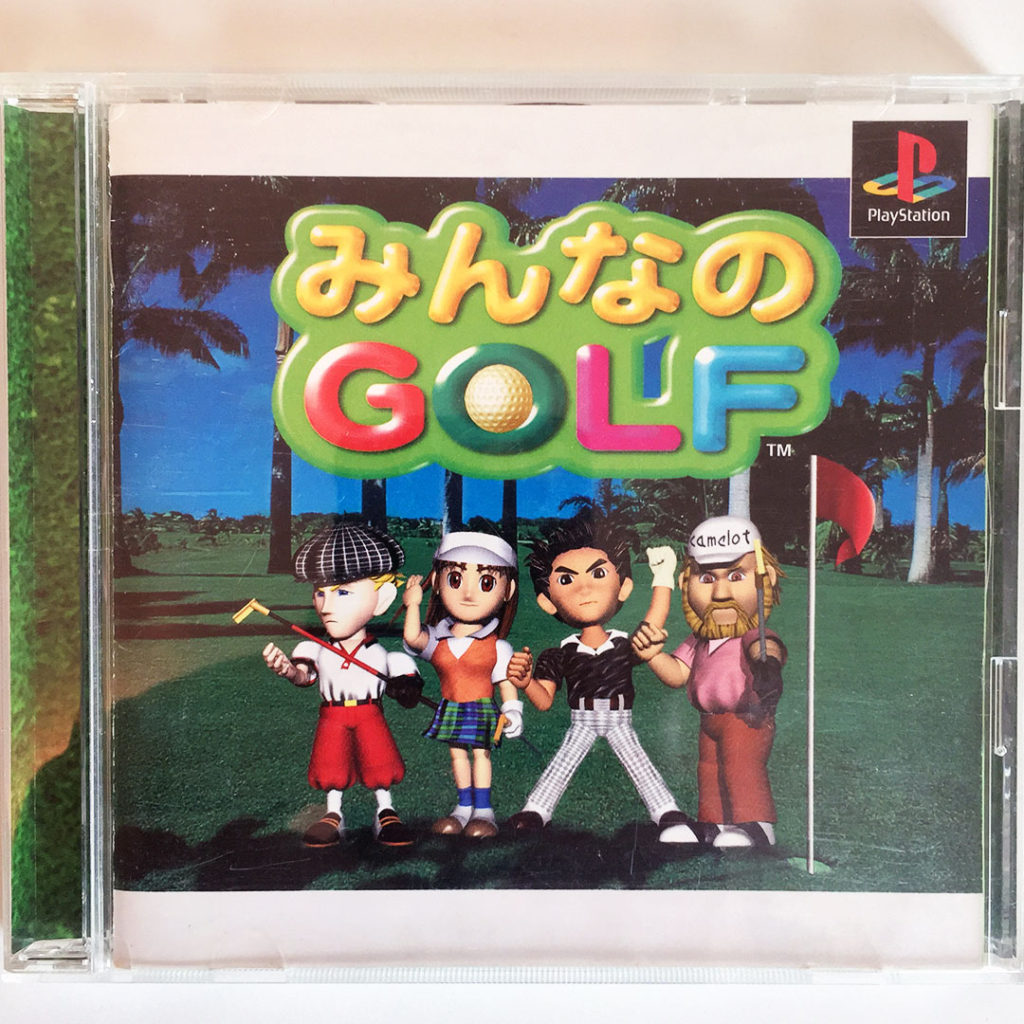 PlayStation
みんなの
GOLF
TM
camelot